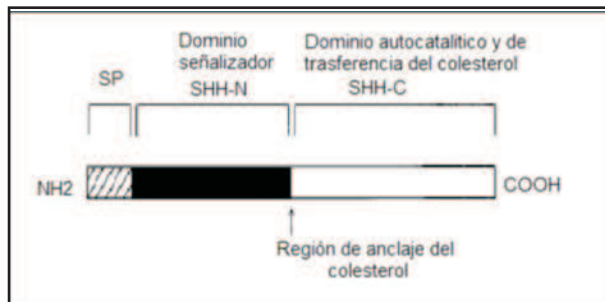 Dominio
señalizador
SHH-N
Dominio autocatalítico y de
trasferencia del colesterol
SHH-C
SP
NH2
COOH
Región de anclaje del
colesterol